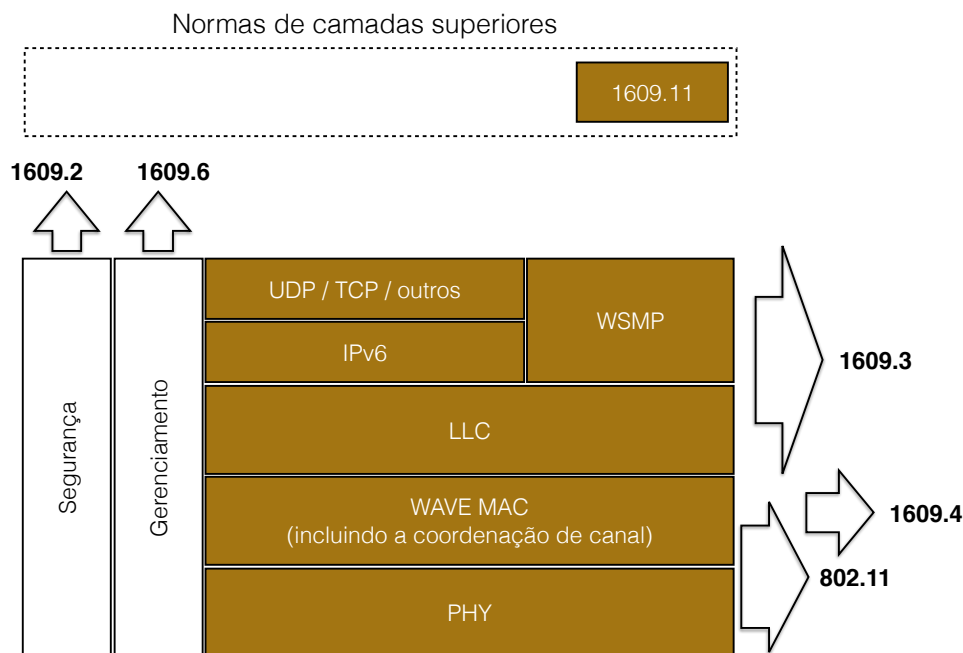 Normas de camadas superiores
1609.11
1609.2
1609.6
Segurança
Gerenciamento
UDP / TCP / outros
WSMP
IPv6
1609.3
LLC
WAVE MAC
(incluindo a coordenação de canal)
1609.4
802.11
PHY